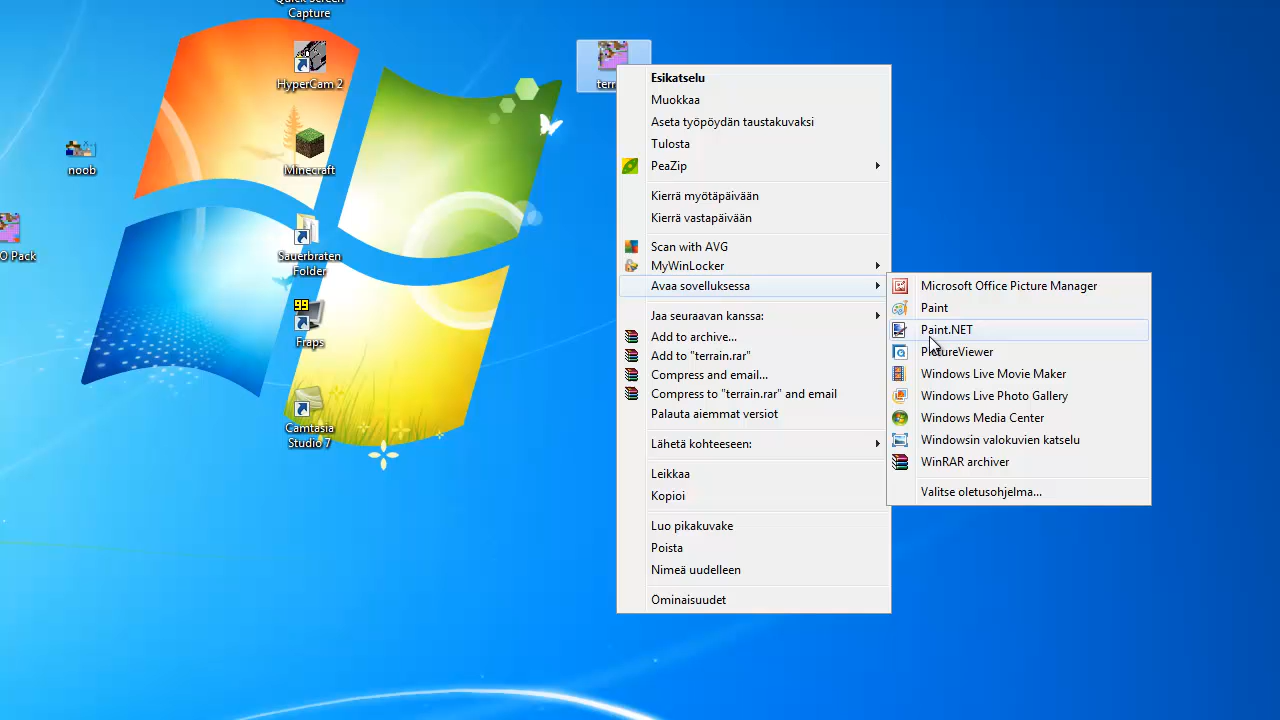 Quick Screen
Capture
HyperCam 2
noob
Minecraft
O Pack
Sauerbraten
Folder
99
Fraps
Camtasia
Studio 7
Esikatselu
Muokkaa
Aseta työpöydän taustakuvaksi
Tulosta
PeaZip
Kierrä myötäpäivään
Kierrä vastapäivään
Scan with AVG
MyWinLocker
Avaa sovelluksessa
Jaa seuraavan kanssa:
Add to archive...
Add to "terrain.rar"
Compress and email...
Compress to "terrain.rar" and email
Palauta aiemmat versiot
Lähetä kohteeseen:
Leikkaa
Kopioi
Luo pikakuvake
Poista
Nimeä uudelleen
Ominaisuudet
Microsoft Office Picture Manager
Paint
Paint.NET
PictureViewer
Windows Live Movie Maker
Windows Live Photo Gallery
Windows Media Center
Windowsin valokuvien katselu
WinRAR archiver
Valitse oletusohjelma...